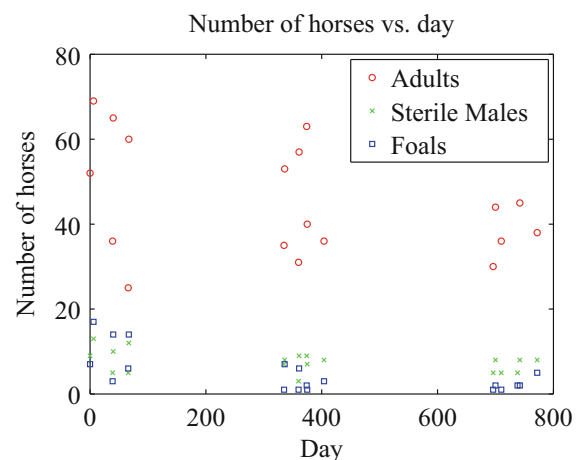 Number of horses vs. day
80
60
40
20
0
Number of horses
Adults
Sterile Males
Foals
0 200 400 600 800
Day